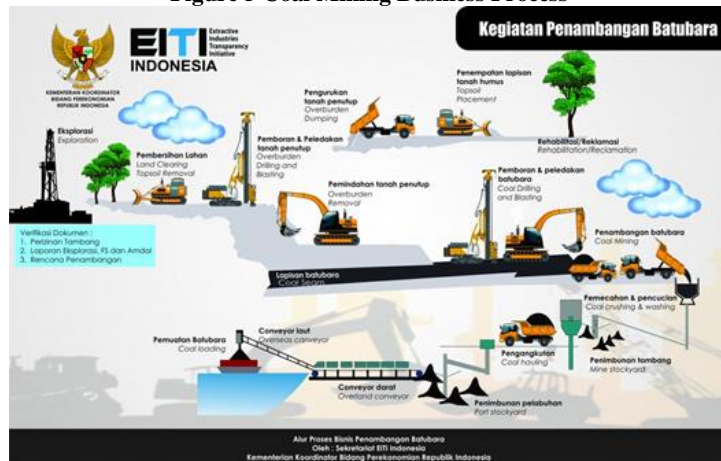 Figure 3 Coal Mining Business Process
Kegiatan Penambangan Batubara
EITI
Extractive
Industries
Transparency
Initiative
INDONESIA
KEMENTERIAN KOORDINATOR
BIDANG PEREKONOMIAN
REPUBLIK INDONESIA
Eksplorasi
Exploration
Pembersihan Lahan
Land Clearing
Topsoil Removal
Pemboran & Peledakan
tanah penutup
Overburden
Drilling and
Blasting
Pengurukan
tanah penutup
Overburden
Dumping
Penempatan lapisan
tanah humus
Topsoil
Placement
Rehabilitasi/Reklamasi
Rehabilitation/Reclamation
Pemindahan tanah penutup
Overburden
Removal
Pemboran & peledakan
batubara
Coal Drilling
and Blasting
Penambangan batubara
Coal Mining
Verifikasi Dokumen :
1. Perizinan Tambang
2. Laporan Eksplorasi, FS dan Amdal
3. Rencana Penambangan
Lapisan batubara
Coal Seam
Pemecahan & pencucian
Coal crushing & washing
Penimbunan tambang
Mine stockyard
Pengangkutan
Coal hauling
Penimbunan pelabuhan
Port stockyard
Conveyor darat
Overland conveyor
Conveyor laut
Overseas conveyor
Pemuatan Batubara
Coal loading
Alur Proses Bisnis Penambangan Batubara
Oleh : Sekretariat EITI Indonesia
Kementerian Koordinator Bidang Perekonomian Republik Indonesia